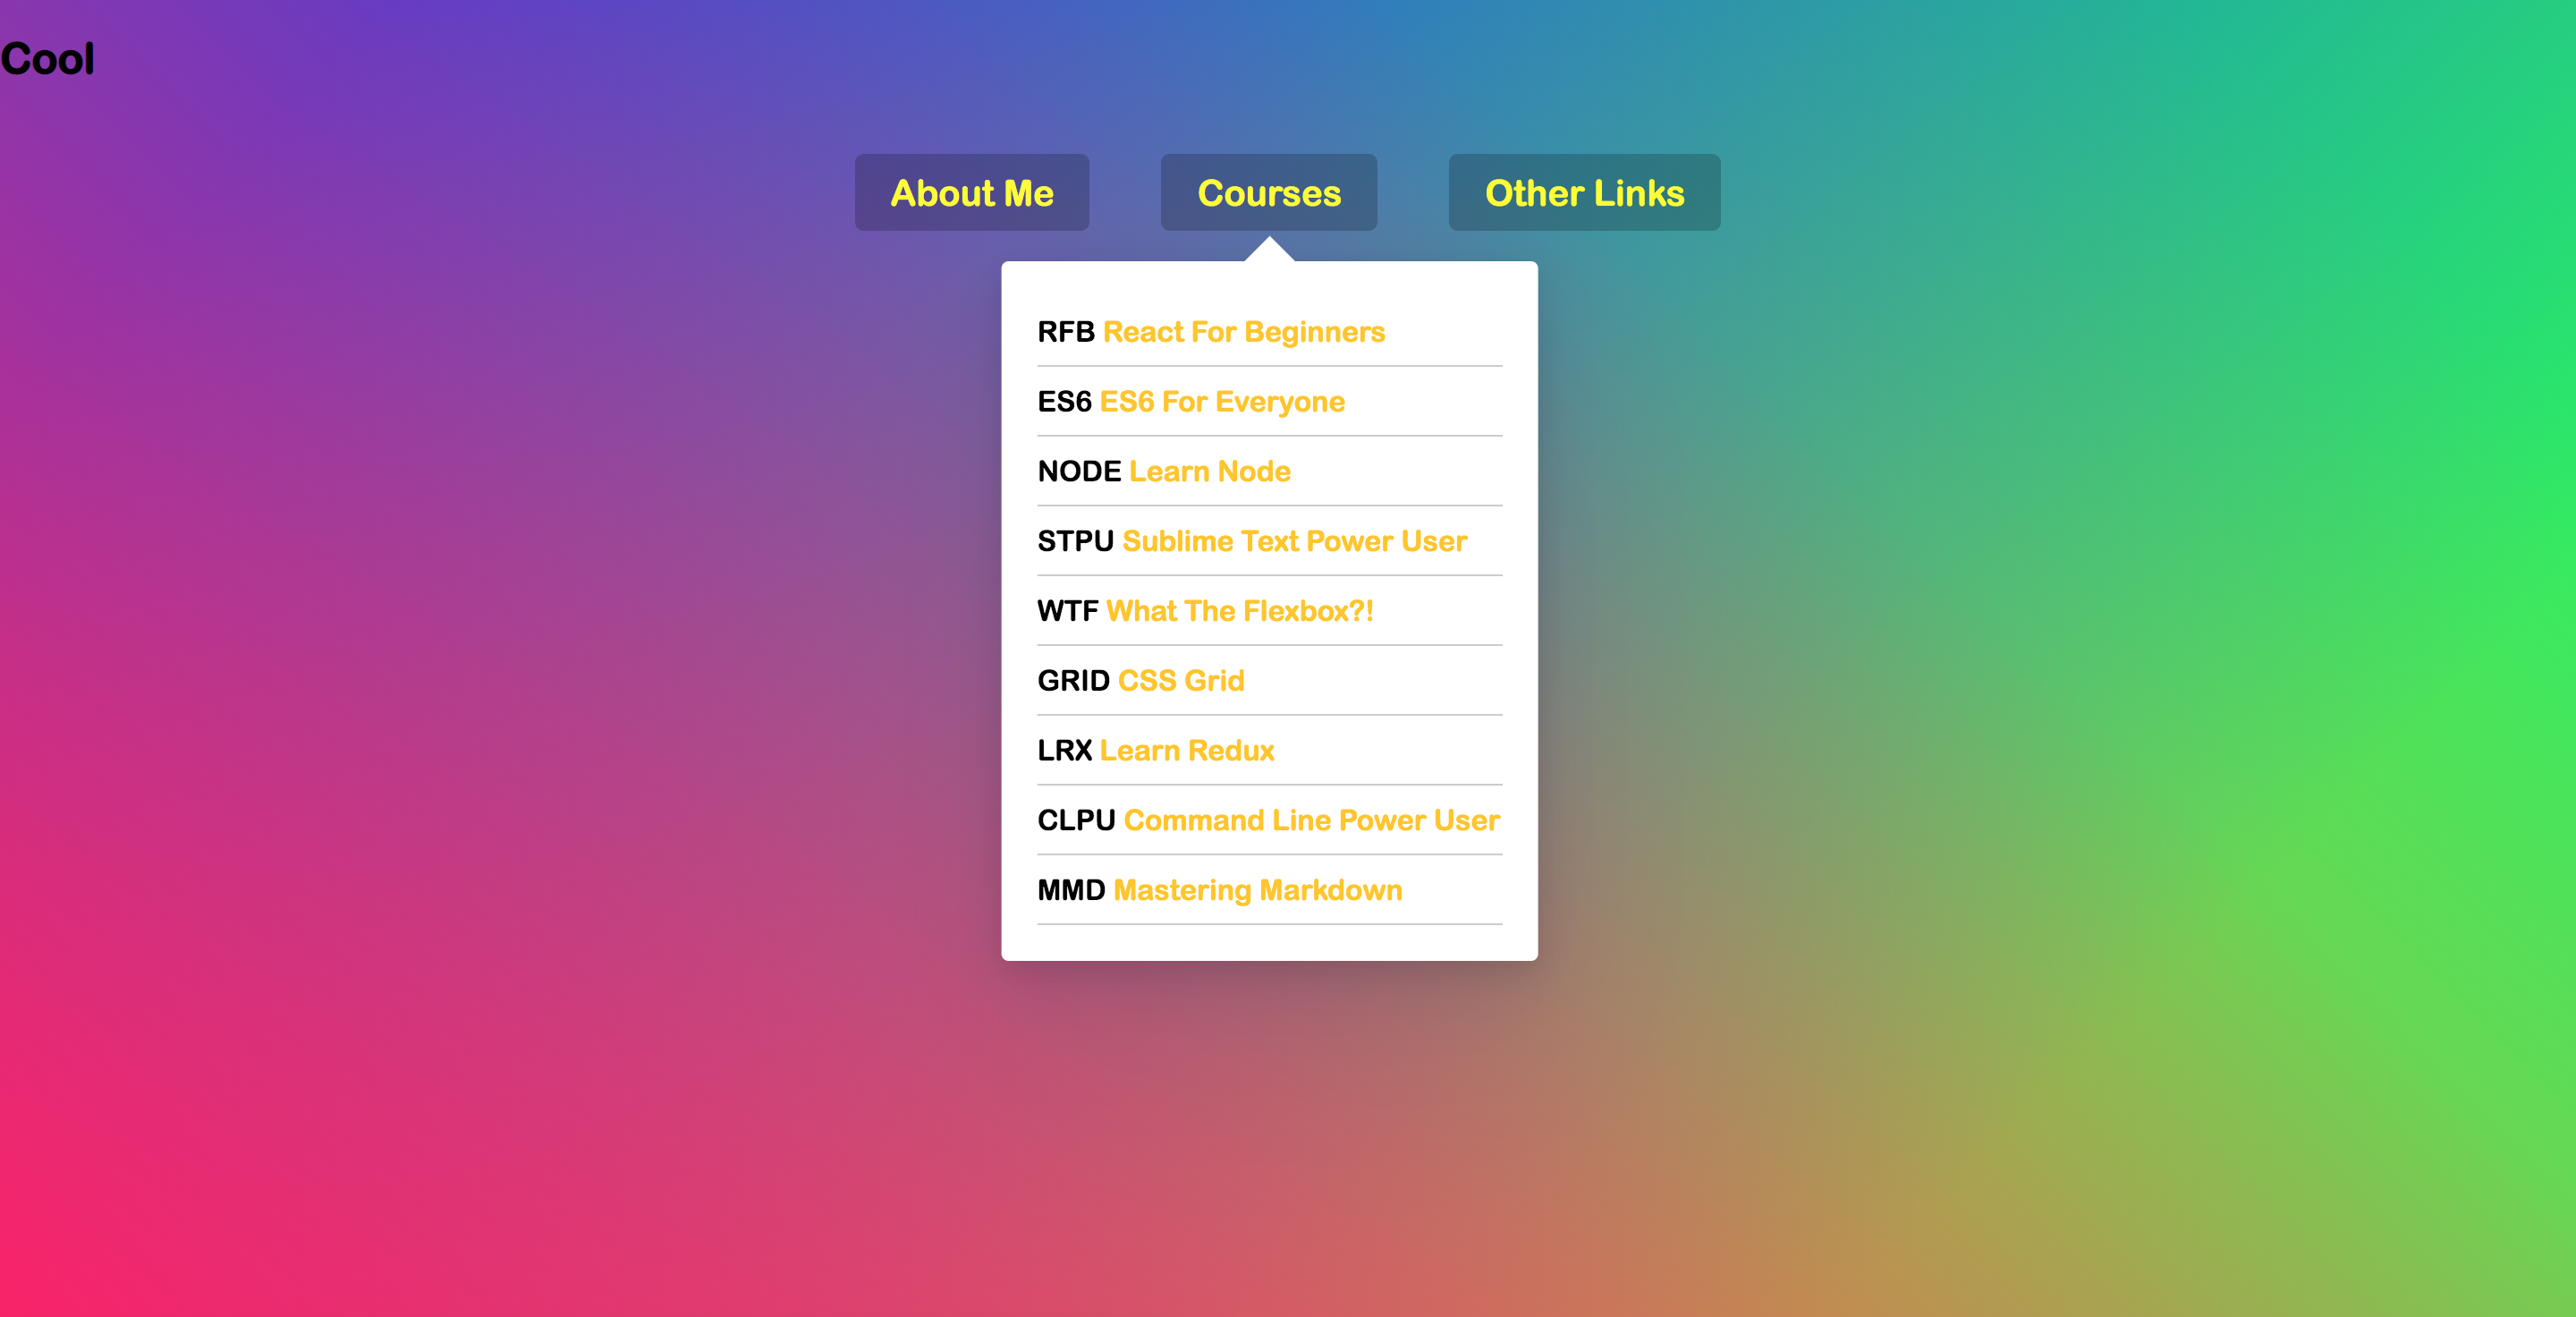 Cool
About Me Courses Other Links
RFB React For Beginners
ES6 ES6 For Everyone
NODE Learn Node
STPU Sublime Text Power User
WTF What The Flexbox?!
GRID CSS Grid
LRX Learn Redux
CLPU Command Line Power User
MMD Mastering Markdown